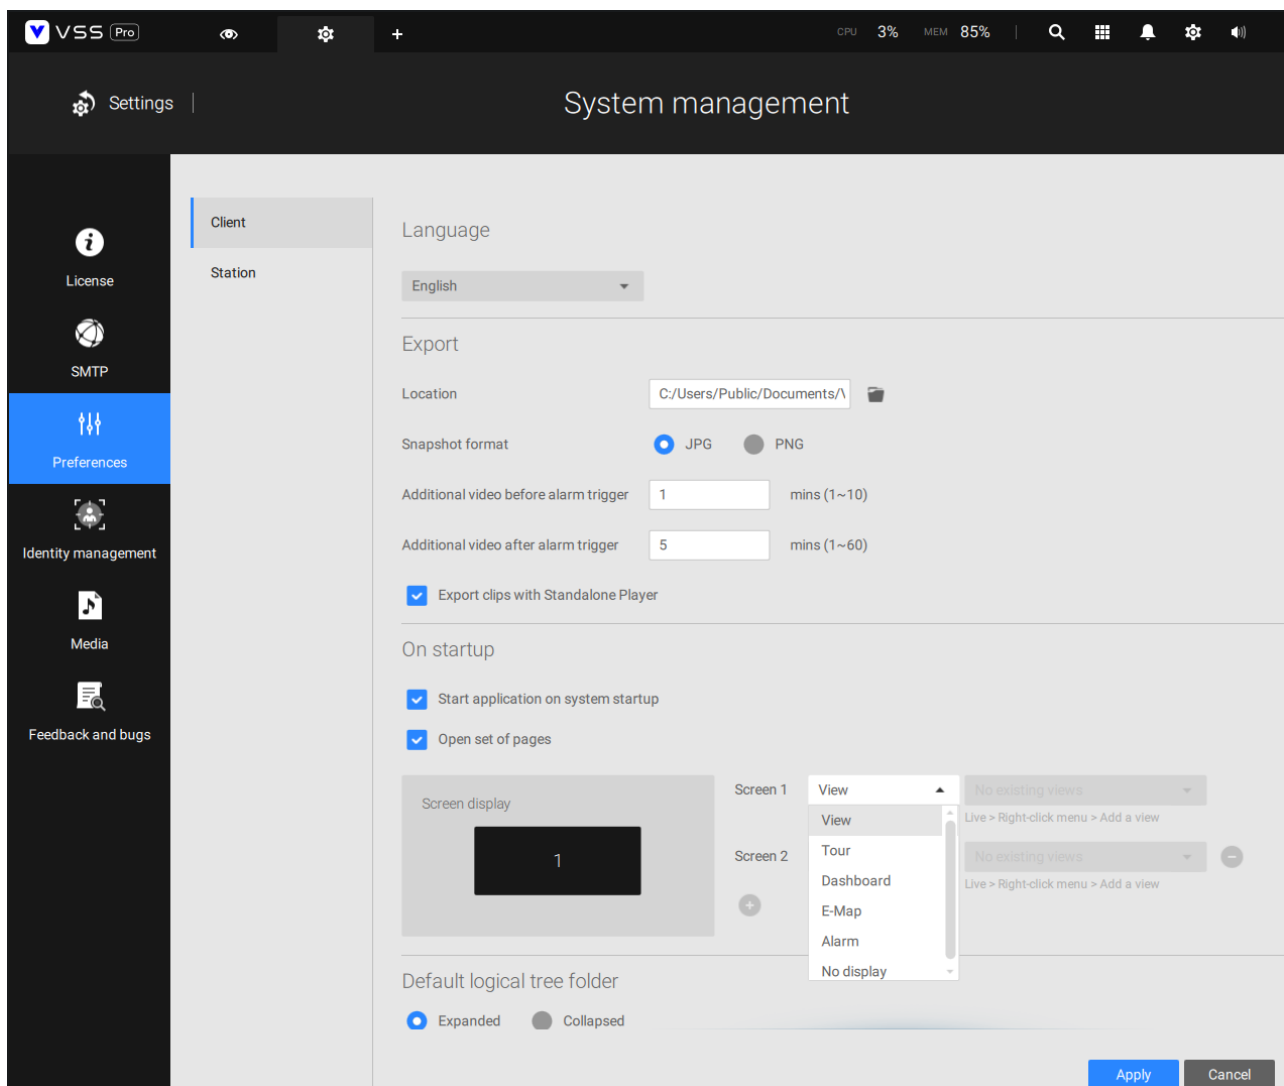 VSS Pro
CPU 3% MEM 85%
Settings
System management
License
SMTP
Preferences
Identity management
Media
Feedback and bugs
Client
Station
Language
English
Export
Location C:/Users/Public/Documents/\
Snapshot format JPG PNG
Additional video before alarm trigger 1 mins (1~10)
Additional video after alarm trigger 5 mins (1~60)
Export clips with Standalone Player
On startup
Start application on system startup
Open set of pages
Screen display
1
Screen 1 View No existing views
Live > Right-click menu > Add a view
Screen 2 No existing views
Live > Right-click menu > Add a view
View
Tour
Dashboard
E-Map
Alarm
No display
Default logical tree folder
Expanded Collapsed
Apply Cancel